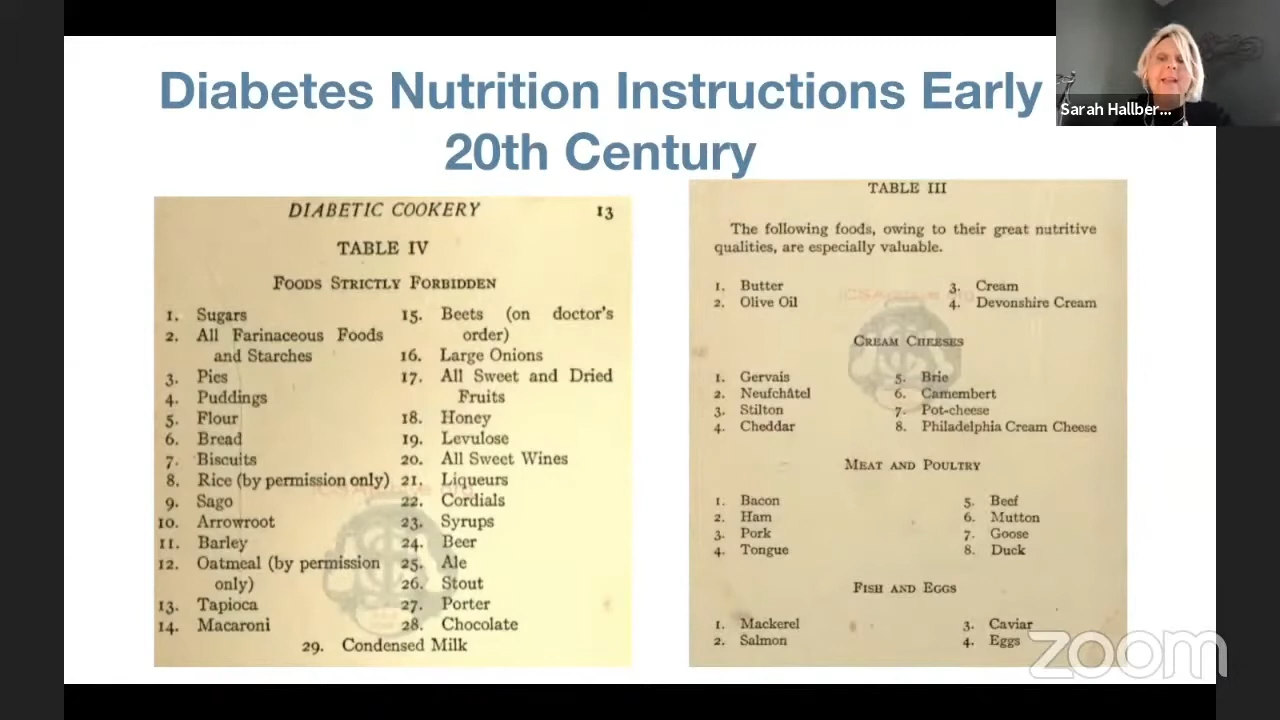 Diabetes Nutrition Instructions Early
20th Century
Sarah Hallber...
DIABETIC COOKERY 13
TABLE IV
FOODS STRICTLY FORBIDDEN
1. Sugars
2. All Farinaceous Foods
and Starches
3. Pies
4. Puddings
5. Flour
6. Bread
7. Biscuits
8. Rice (by permission only)
9. Sago
10. Arrowroot
11. Barley
12. Oatmeal (by permission
only)
13. Tapioca
14. Macaroni
15. Beets (on doctor's
order)
16. Large Onions
17. All Sweet and Dried
Fruits
18. Honey
19. Levulose
20. All Sweet Wines
21. Liqueurs
22. Cordials
23. Syrups
24. Beer
25. Ale
26. Stout
27. Porter
28. Chocolate
29. Condensed Milk
TABLE III
The following foods, owing to their great nutritive
qualities, are especially valuable.
1. Butter
2. Olive Oil
3. Cream
4. Devonshire Cream
CREAM CHEESES
1. Gervais
2. Neufchâtel
3. Stilton
4. Cheddar
5. Brie
6. Camembert
7. Pot-cheese
8. Philadelphia Cream Cheese
MEAT AND POULTRY
1. Bacon
2. Ham
3. Pork
4. Tongue
5. Beef
6. Mutton
7. Goose
8. Duck
FISH AND EGGS
1. Mackerel
2. Salmon
3. Caviar
4. Eggs
zoom